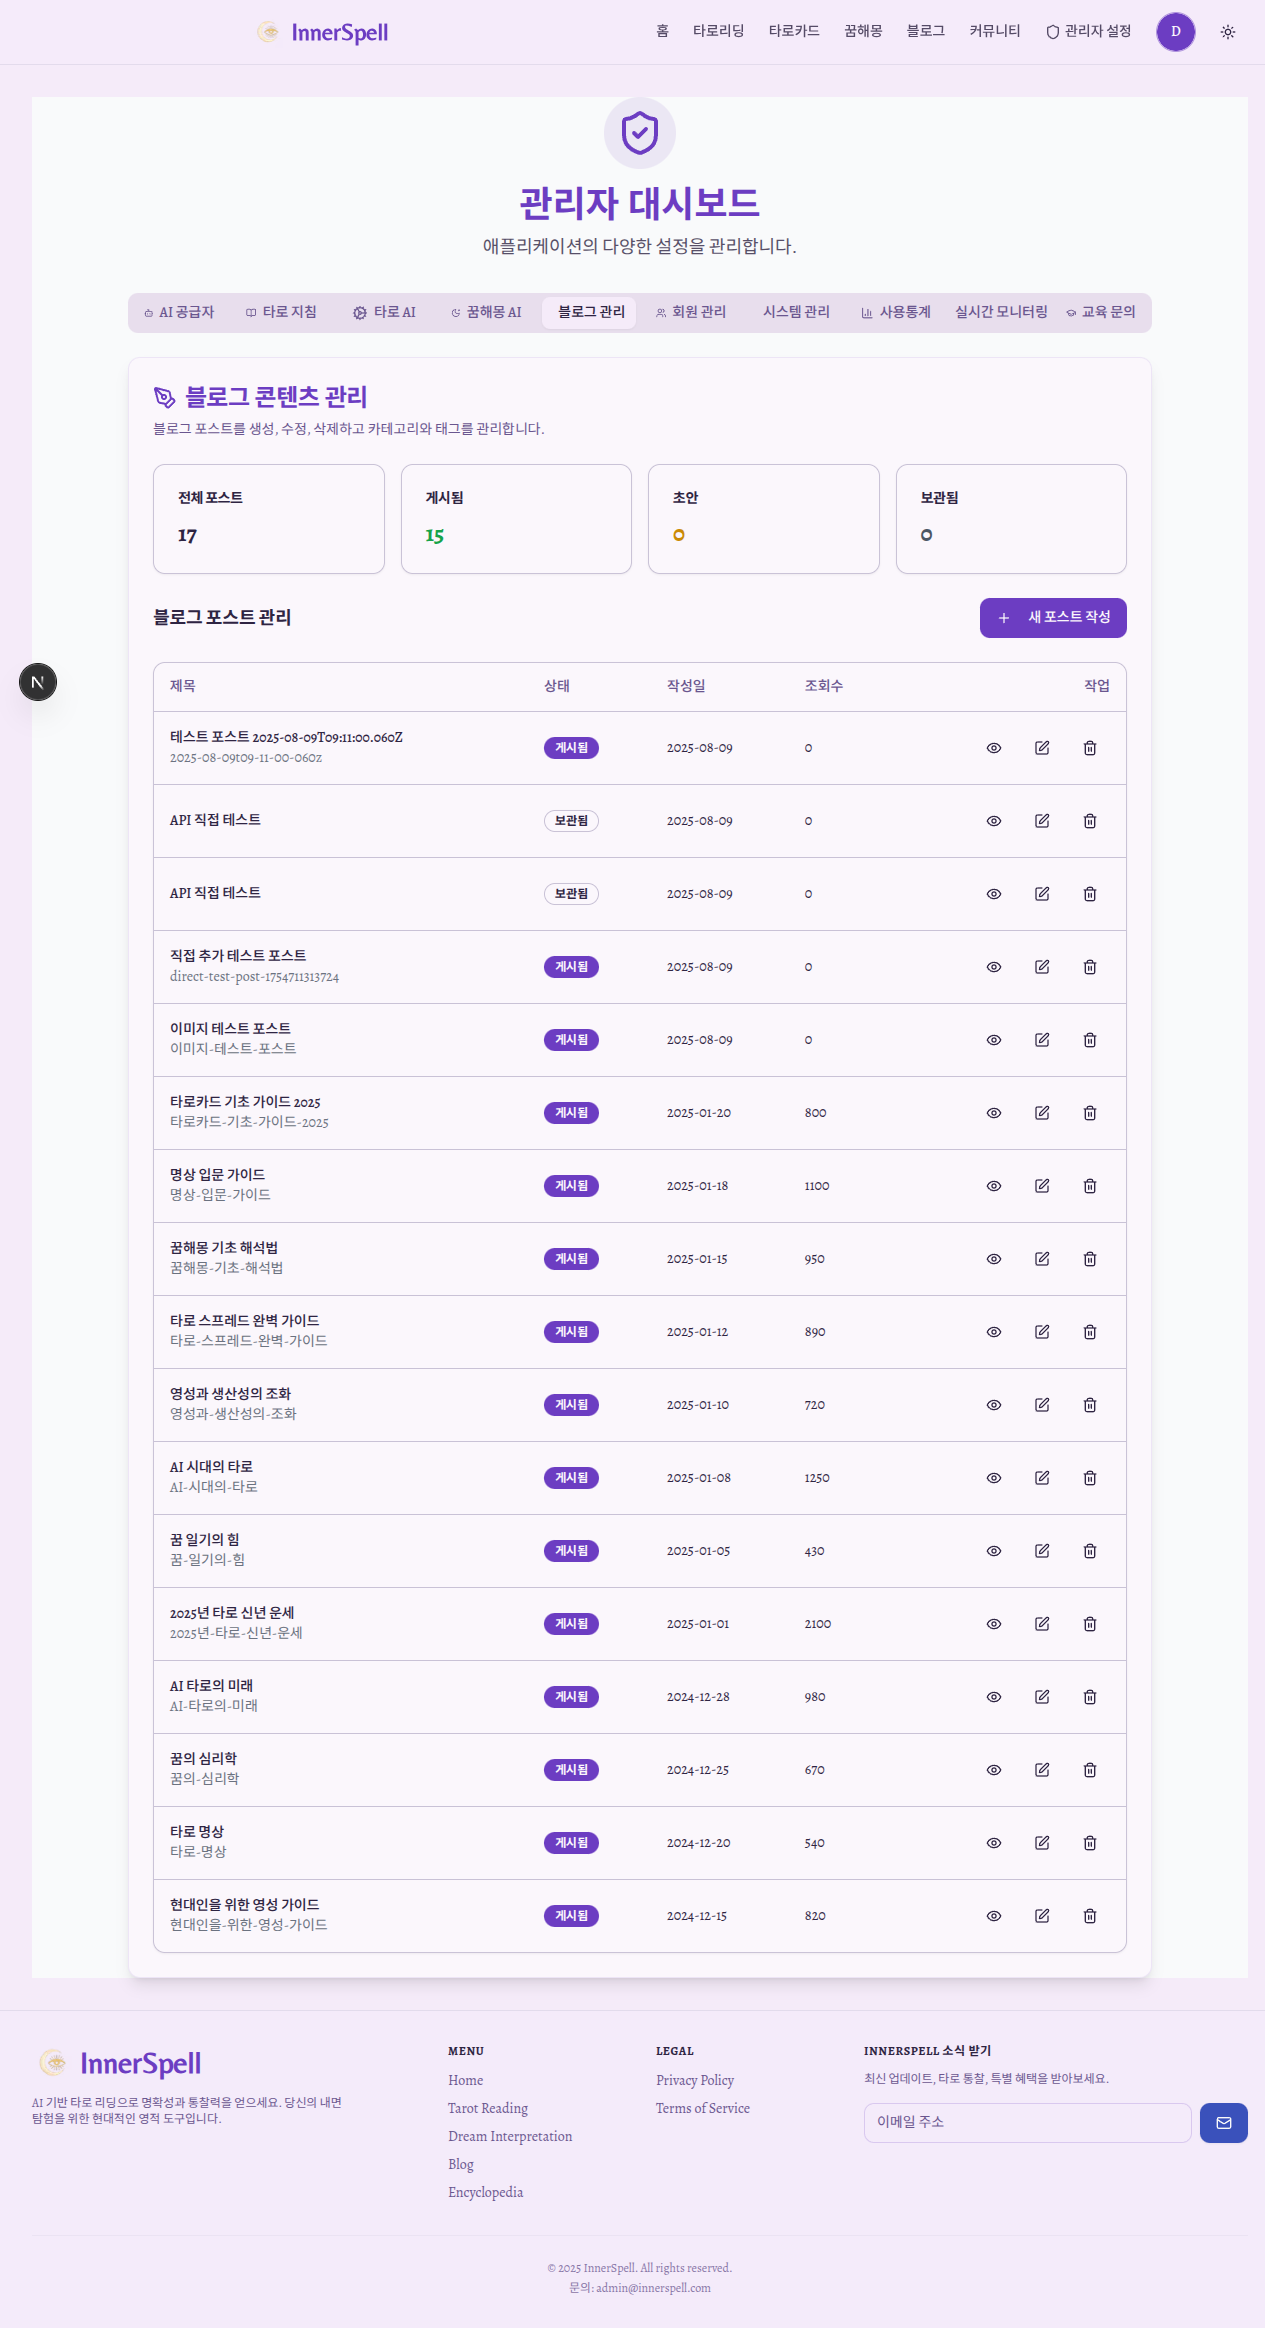 InnerSpell
홈 타로리딩 타로카드 꿈해몽 블로그 커뮤니티 관리자 설정 D
관리자 대시보드
애플리케이션의 다양한 설정을 관리합니다.
AI 공급자 타로 지침 타로 AI 꿈해몽 AI 블로그 관리 회원 관리 시스템 관리 사용통계 실시간 모니터링 교육 문의
블로그 콘텐츠 관리
블로그 포스트를 생성, 수정, 삭제하고 카테고리와 태그를 관리합니다.
전체 포스트 게시됨 초안 보관됨
17 15 0 0
블로그 포스트 관리
새 포스트 작성
N
제목 상태 작성일 조회수 작업
테스트 포스트 2025-08-09T09:11:00.060Z
2025-08-09t09-11-00-060z
게시됨 2025-08-09 0
API 직접 테스트 보관됨 2025-08-09 0
API 직접 테스트 보관됨 2025-08-09 0
직접 추가 테스트 포스트
direct-test-post-1754711313724
게시됨 2025-08-09 0
이미지 테스트 포스트
이미지-테스트-포스트
게시됨 2025-08-09 0
타로카드 기초 가이드 2025
타로카드-기초-가이드-2025
게시됨 2025-01-20 800
명상 입문 가이드
명상-입문-가이드
게시됨 2025-01-18 1100
꿈해몽 기초 해석법
꿈해몽-기초-해석법
게시됨 2025-01-15 950
타로 스프레드 완벽 가이드
타로-스프레드-완벽-가이드
게시됨 2025-01-12 890
영성과 생산성의 조화
영성과-생산성의-조화
게시됨 2025-01-10 720
AI 시대의 타로
AI-시대의-타로
게시됨 2025-01-08 1250
꿈 일기의 힘
꿈-일기의-힘
게시됨 2025-01-05 430
2025년 타로 신년 운세
2025년-타로-신년-운세
게시됨 2025-01-01 2100
AI 타로의 미래
AI-타로의-미래
게시됨 2024-12-28 980
꿈의 심리학
꿈의-심리학
게시됨 2024-12-25 670
타로 명상
타로-명상
게시됨 2024-12-20 540
현대인을 위한 영성 가이드
현대인을-위한-영성-가이드
게시됨 2024-12-15 820
InnerSpell
AI 기반 타로 리딩으로 명확성과 통찰력을 얻으세요. 당신의 내면
탐험을 위한 현대적인 영적 도구입니다.
MENU
Home
Tarot Reading
Dream Interpretation
Blog
Encyclopedia
LEGAL
Privacy Policy
Terms of Service
INNERSPELL 소식 받기
최신 업데이트, 타로 통찰, 특별 혜택을 받아보세요.
이메일 주소
© 2025 InnerSpell. All rights reserved.
문의: admin@innerspell.com